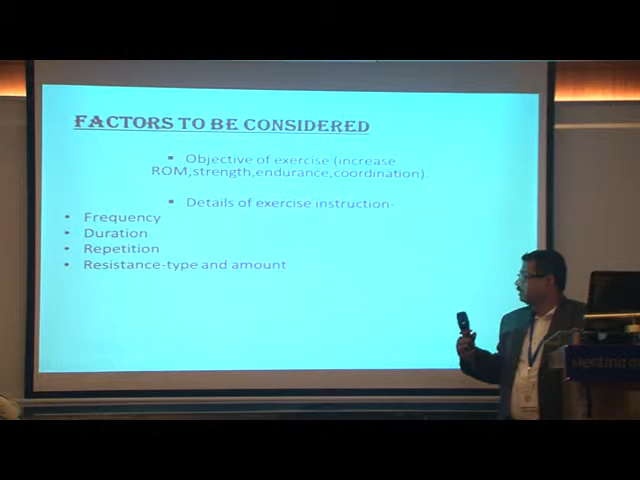 FACTORS TO BE CONSIDERED
▪ Objective of exercise (increase
ROM,strength,endurance,coordination).
▪ Details of exercise instruction-
• Frequency
• Duration
• Repetition
• Resistance-type and amount